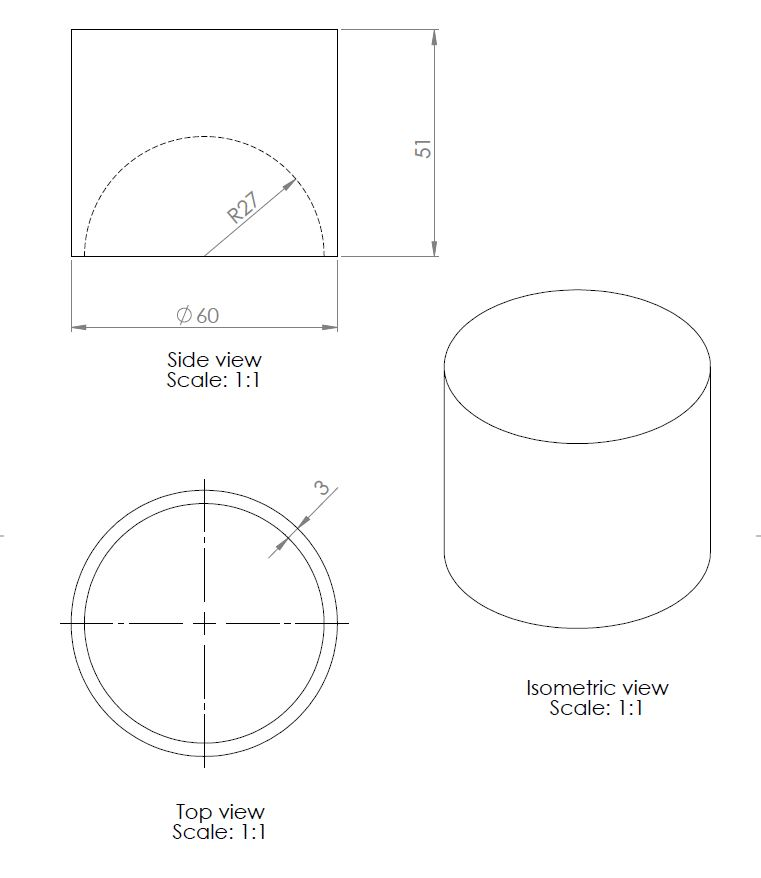 51
R27
⌀60
Side view
Scale: 1:1
3
Isometric view
Scale: 1:1
Top view
Scale: 1:1